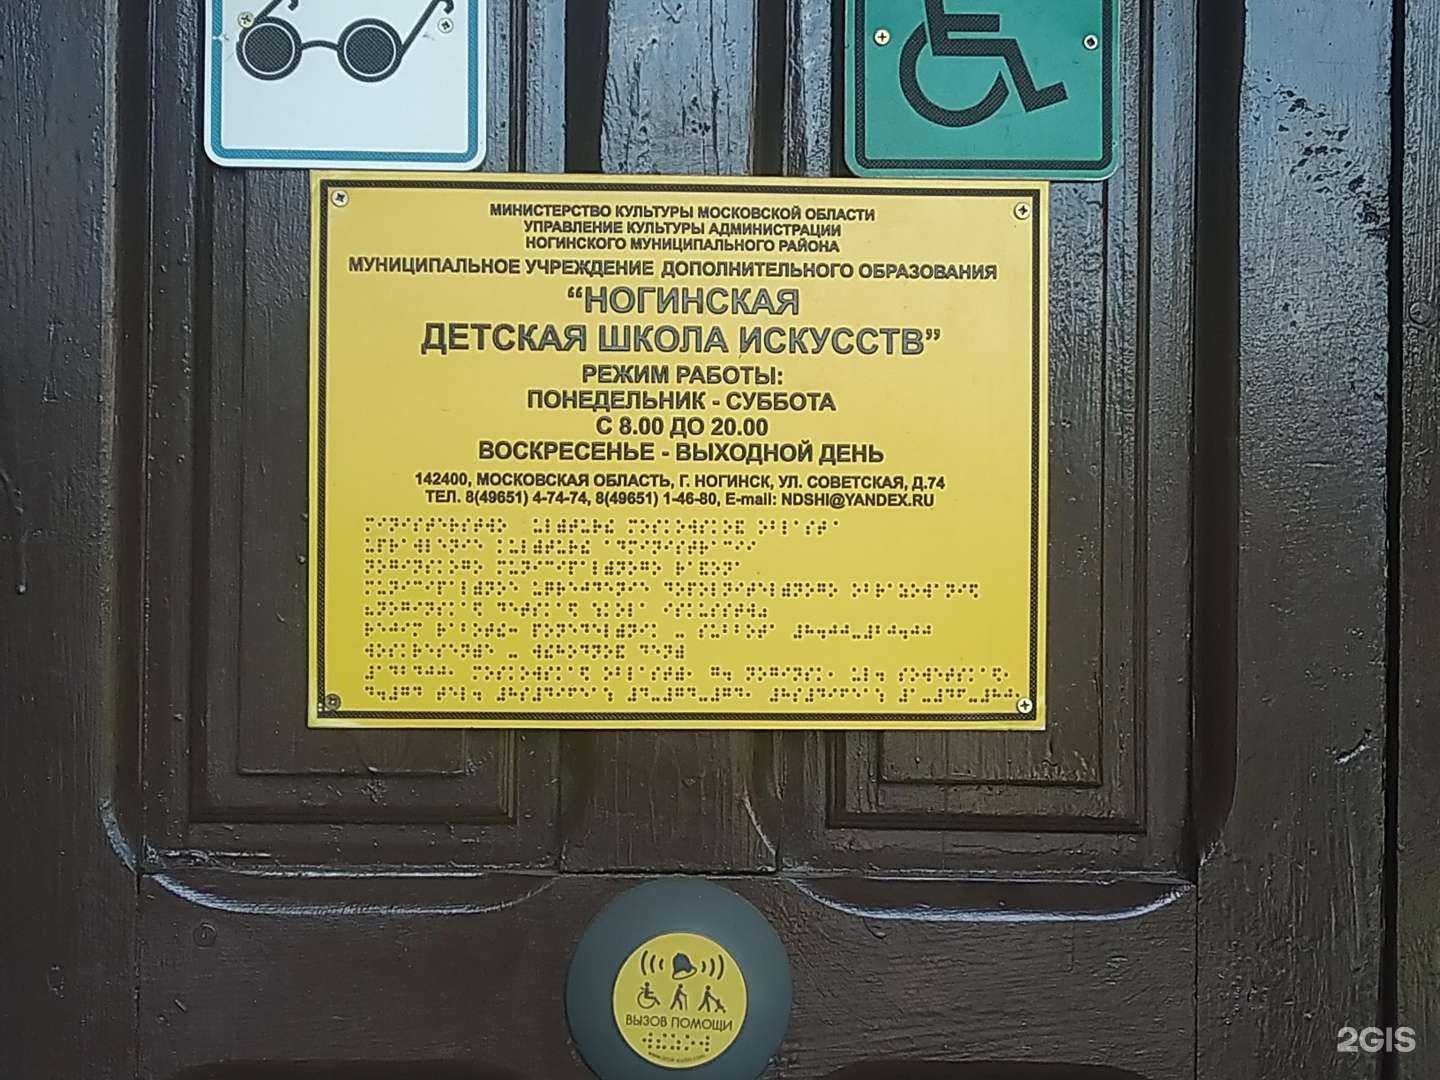 МИНИСТЕРСТВО КУЛЬТУРЫ МОСКОВСКОЙ ОБЛАСТИ
УПРАВЛЕНИЕ КУЛЬТУРЫ АДМИНИСТРАЦИИ
НОГИНСКОГО МУНИЦИПАЛЬНОГО РАЙОНА
МУНИЦИПАЛЬНОЕ УЧРЕЖДЕНИЕ ДОПОЛНИТЕЛЬНОГО ОБРАЗОВАНИЯ
“НОГИНСКАЯ
ДЕТСКАЯ ШКОЛА ИСКУССТВ”
РЕЖИМ РАБОТЫ:
ПОНЕДЕЛЬНИК - СУББОТА
С 8.00 ДО 20.00
ВОСКРЕСЕНЬЕ - ВЫХОДНОЙ ДЕНЬ
142400, МОСКОВСКАЯ ОБЛАСТЬ, Г. НОГИНСК, УЛ. СОВЕТСКАЯ, Д.74
ТЕЛ. 8(49651) 4-74-74, 8(49651) 1-46-80, E-mail: NDSHI@YANDEX.RU
ВЫЗОВ ПОМОЩИ
2GIS